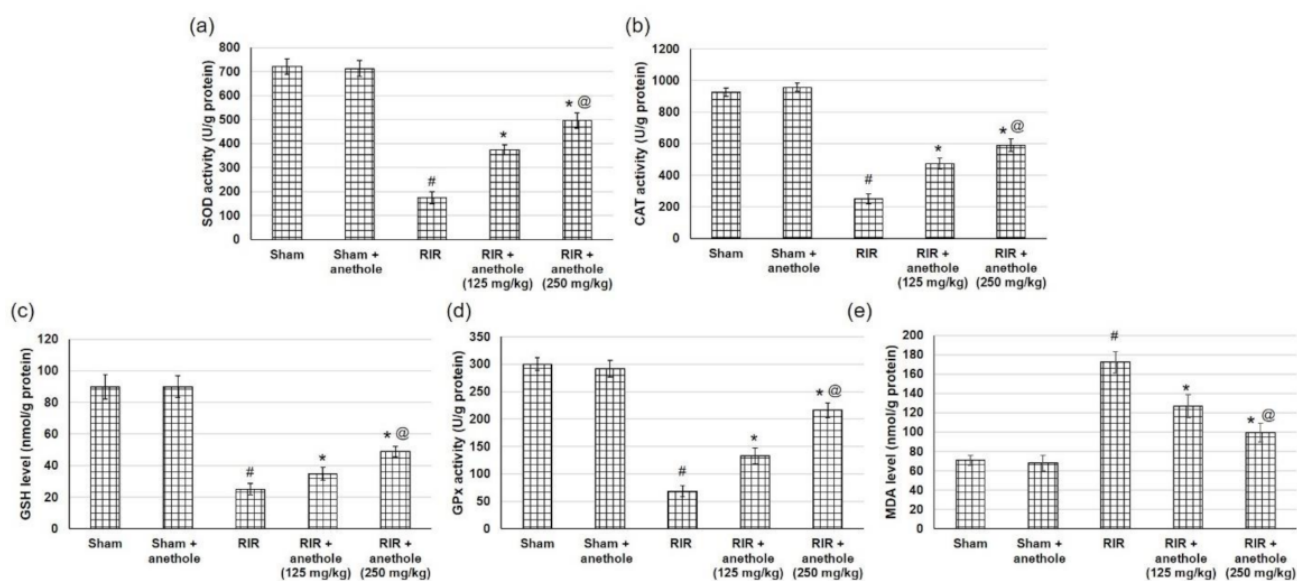 (a)
SOD activity (U/g protein)
800
700
600
500
400
300
200
100
0
#
*
* @
Sham
Sham +
anethole
RIR
RIR +
anethole
(125 mg/kg)
RIR +
anethole
(250 mg/kg)
(b)
CAT activity (U/g protein)
1200
1000
800
600
400
200
0
#
*
* @
Sham
Sham +
anethole
RIR
RIR +
anethole
(125 mg/kg)
RIR +
anethole
(250 mg/kg)
(c)
GSH level (nmol/g protein)
120
100
80
60
40
20
0
#
*
* @
Sham
Sham +
anethole
RIR
RIR +
anethole
(125 mg/kg)
RIR +
anethole
(250 mg/kg)
(d)
GPx activity (U/g protein)
350
300
250
200
150
100
50
0
#
*
* @
Sham
Sham +
anethole
RIR
RIR +
anethole
(125 mg/kg)
RIR +
anethole
(250 mg/kg)
(e)
MDA level (nmol/g protein)
200
180
160
140
120
100
80
60
40
20
0
#
*
* @
Sham
Sham +
anethole
RIR
RIR +
anethole
(125 mg/kg)
RIR +
anethole
(250 mg/kg)